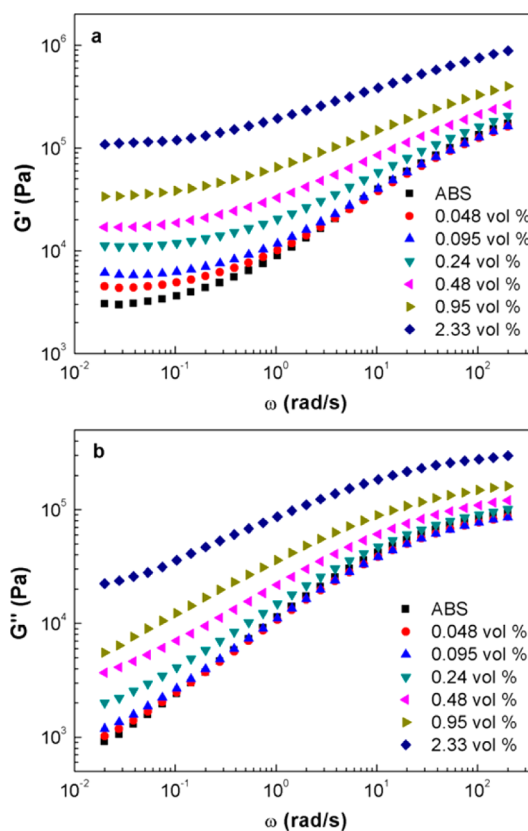 a
10^6
10^5
10^4
10^3
G' (Pa)
ABS
0.048 vol %
0.095 vol %
0.24 vol %
0.48 vol %
0.95 vol %
2.33 vol %
10^-2 10^-1 10^0 10^1 10^2
ω (rad/s)
b
10^5
10^4
10^3
G'' (Pa)
ABS
0.048 vol %
0.095 vol %
0.24 vol %
0.48 vol %
0.95 vol %
2.33 vol %
10^-2 10^-1 10^0 10^1 10^2
ω (rad/s)